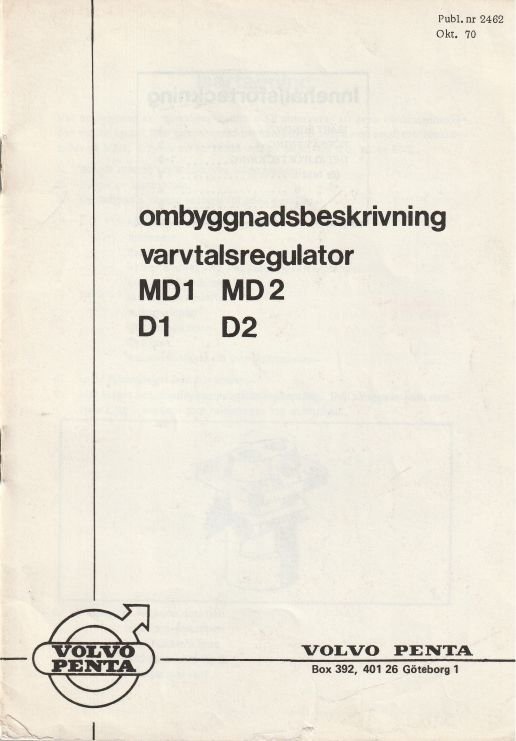 Publ. nr 2462
Okt. 70
Innehållsförteckning
ombyggnadsbeskrivning
varvtalsregulator
MD1 MD2
D1 D2
VOLVO
PENTA
VOLVO PENTA
Box 392, 401 26 Göteborg 1